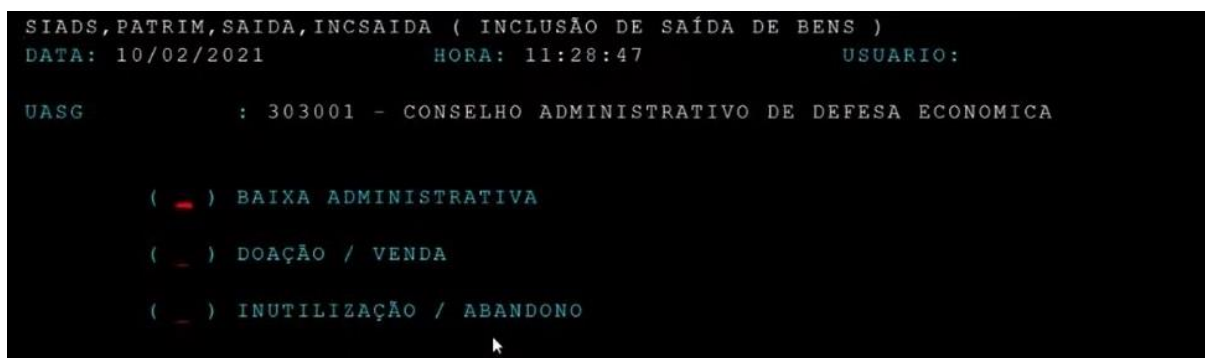 SIADS,PATRIM,SAIDA,INCSAIDA ( INCLUSÃO DE SAÍDA DE BENS )
DATA: 10/02/2021 HORA: 11:28:47 USUARIO:
UASG : 303001 - CONSELHO ADMINISTRATIVO DE DEFESA ECONOMICA
( _ ) BAIXA ADMINISTRATIVA
( _ ) DOAÇÃO / VENDA
( _ ) INUTILIZAÇÃO / ABANDONO